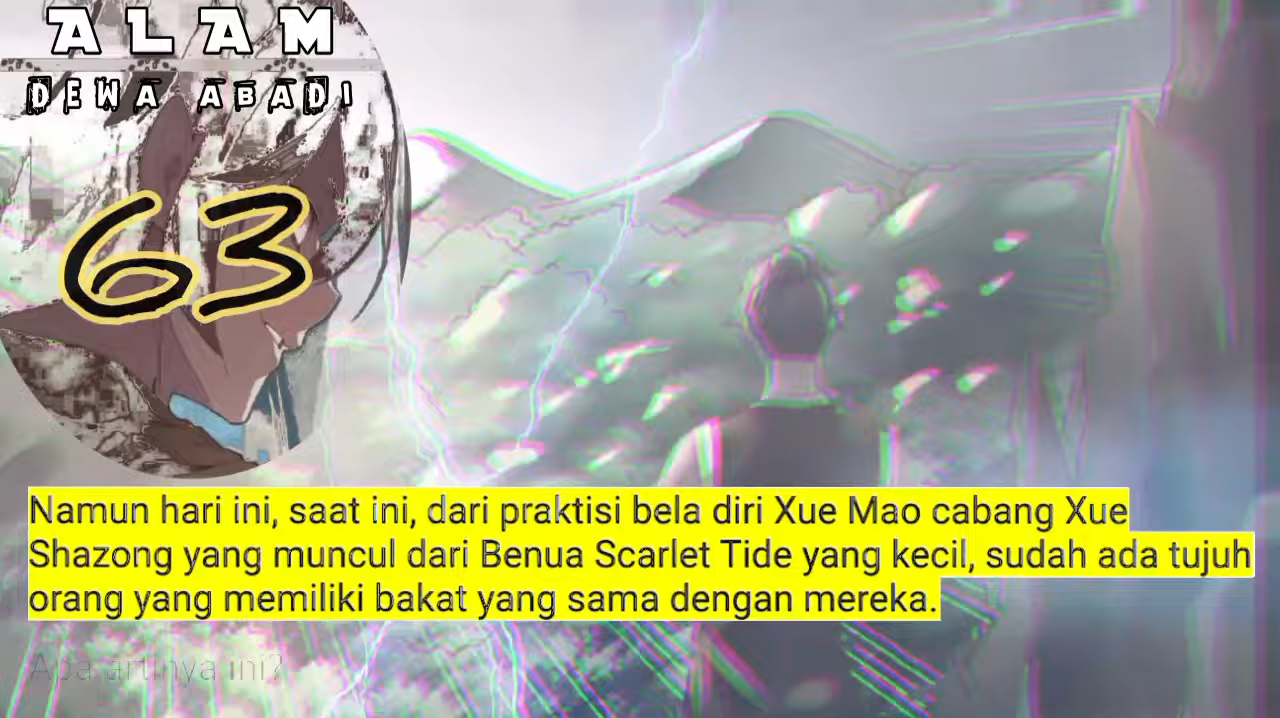 ALAM
DEWA ABADI
63
Namun hari ini, saat ini, dari praktisi bela diri Xue Mao cabang Xue
Shazong yang muncul dari Benua Scarlet Tide yang kecil, sudah ada tujuh
orang yang memiliki bakat yang sama dengan mereka.
Apa artinya ini?